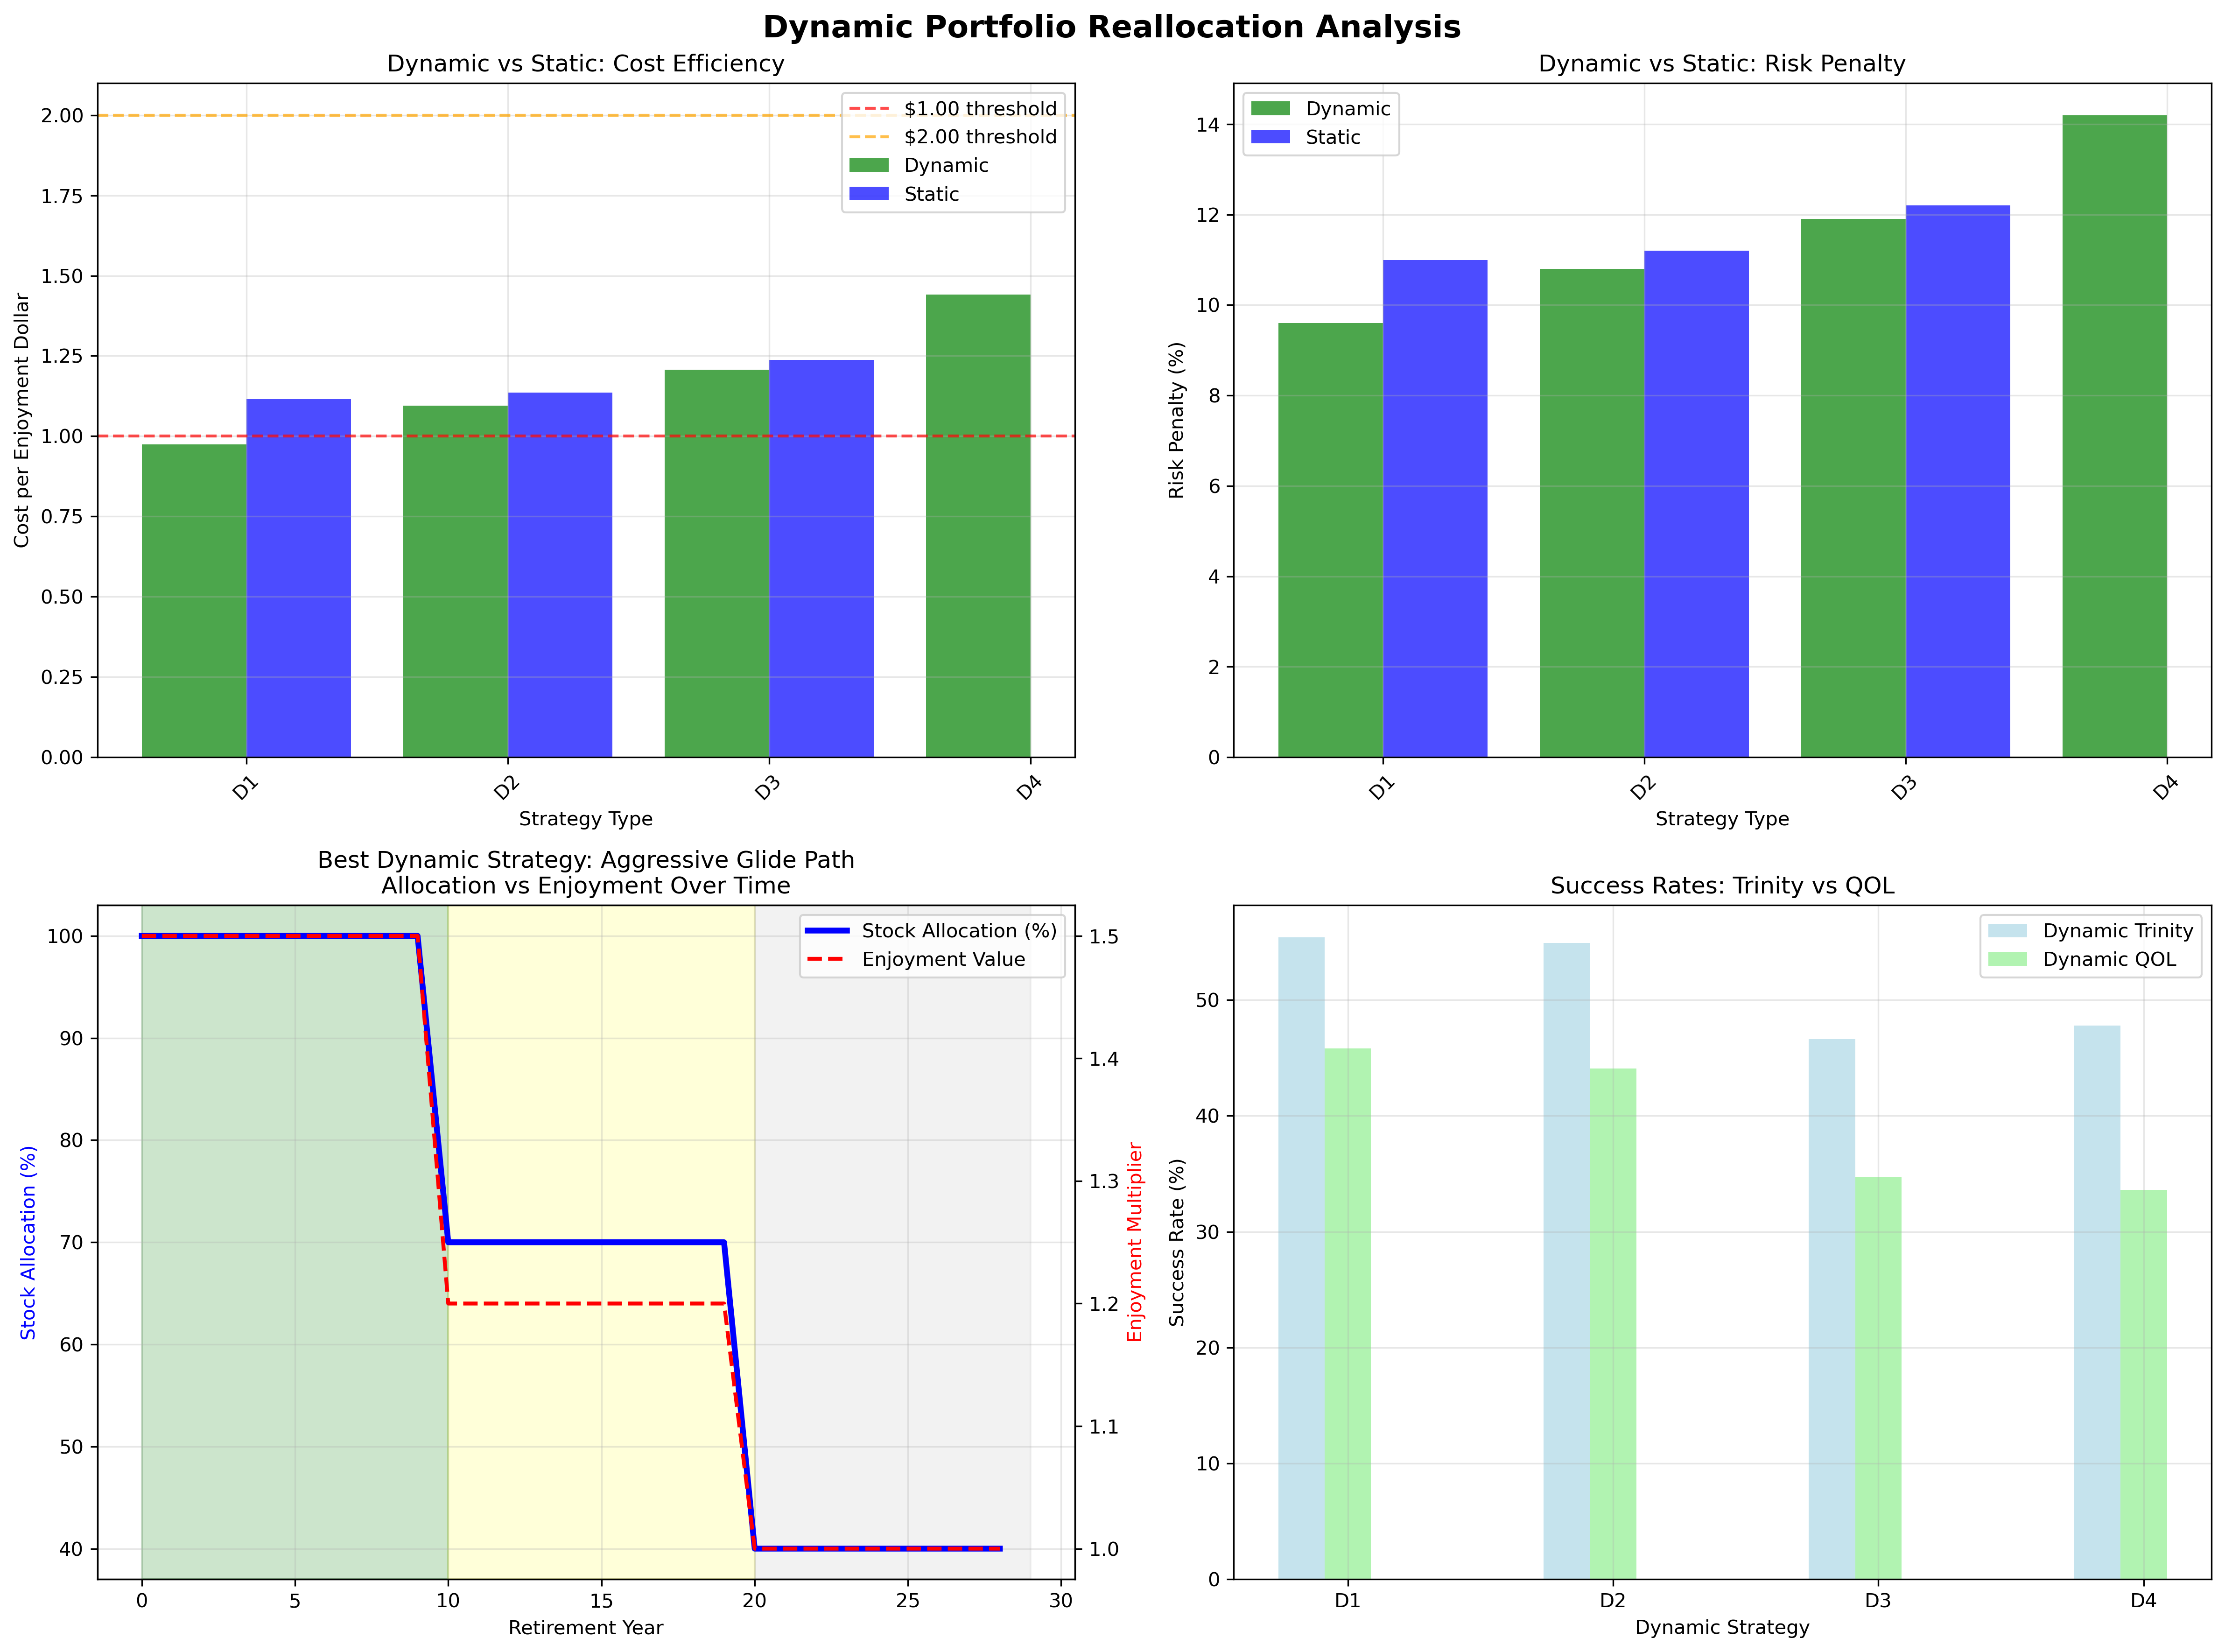 Dynamic Portfolio Reallocation Analysis
Dynamic vs Static: Cost Efficiency
Cost per Enjoyment Dollar
2.00
1.75
1.50
1.25
1.00
0.75
0.50
0.25
0.00
$1.00 threshold
$2.00 threshold
Dynamic
Static
D1 D2 D3 D4
Strategy Type
Dynamic vs Static: Risk Penalty
Risk Penalty (%)
14
12
10
8
6
4
2
0
Dynamic
Static
D1 D2 D3 D4
Strategy Type
Best Dynamic Strategy: Aggressive Glide Path
Allocation vs Enjoyment Over Time
Stock Allocation (%)
100
90
80
70
60
50
40
Stock Allocation (%)
Enjoyment Value
1.5
1.4
1.3
1.2
1.1
1.0
Enjoyment Multiplier
0 5 10 15 20 25 30
Retirement Year
Success Rates: Trinity vs QOL
Success Rate (%)
50
40
30
20
10
0
Dynamic Trinity
Dynamic QOL
D1 D2 D3 D4
Dynamic Strategy